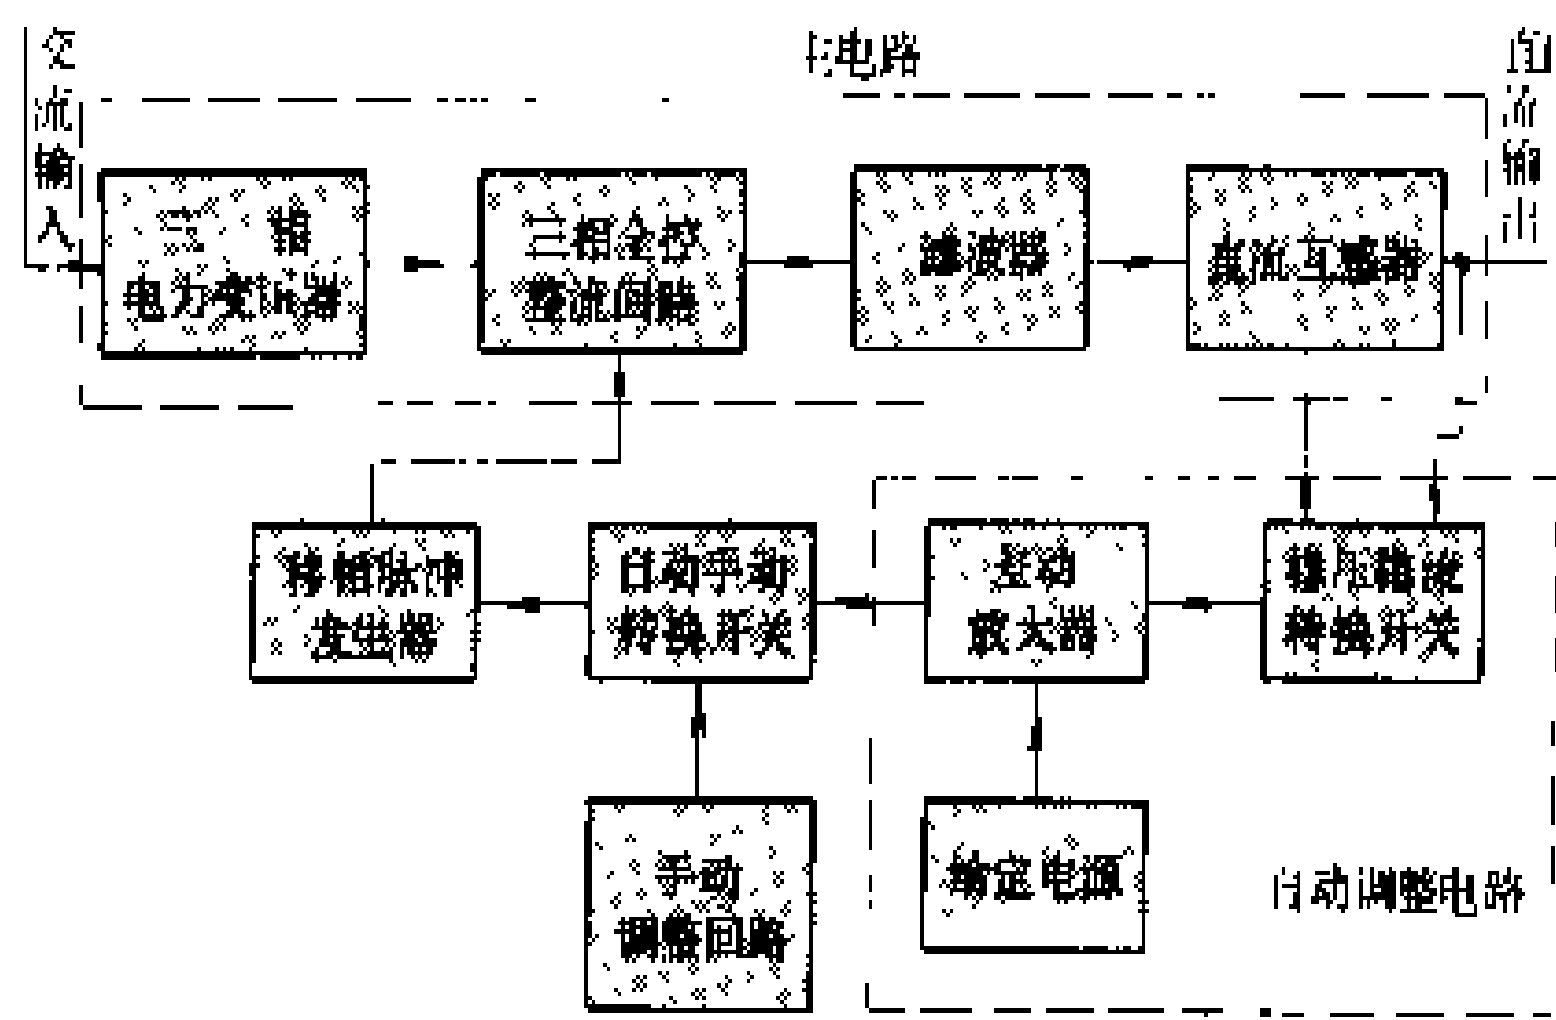 交流输入
主电路
直流输出
三相
电力变压器
三相全控
整流回路
滤波器
直流互感器
移相脉冲
发生器
自动手动
转换开关
放大器
稳压稳流
转换开关
手动
调整回路
给定电源
自动调整电路